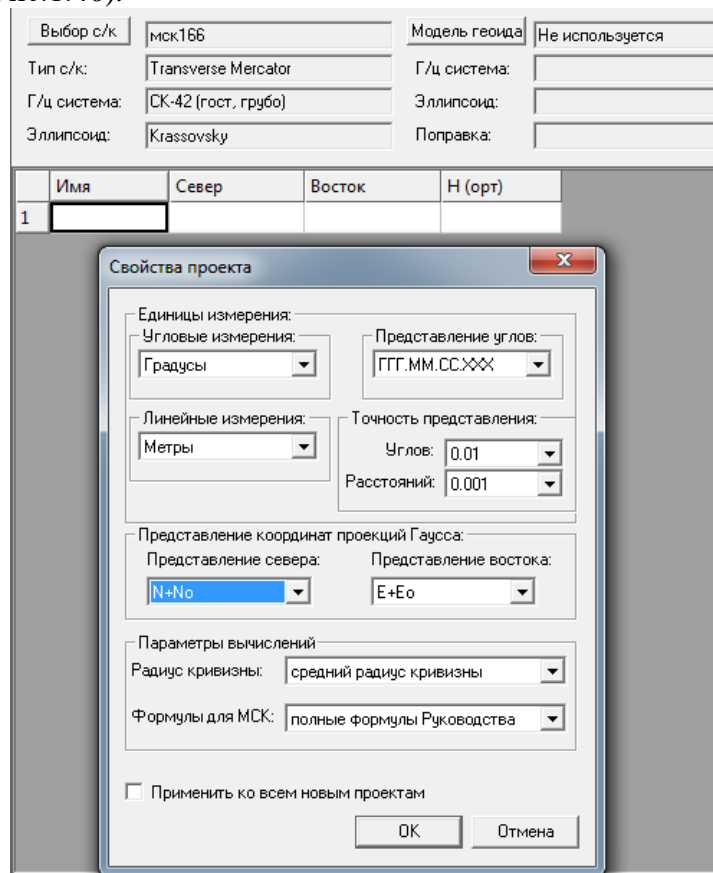 Выбор с/к мск166 Модель геоида Не используется
Тип с/к: Transverse Mercator Г/ц система:
Г/ц система: СК-42 (гост, грубо) Эллипсоид:
Эллипсоид: Krassovsky Поправка:
Имя Север Восток Н (орт)
1
Свойства проекта
Единицы измерения:
Угловые измерения: Представление углов:
Градусы ГГГ.ММ.СС.XXX
Линейные измерения: Точность представления:
Метры Углов: 0.01
Расстояний: 0.001
Представление координат проекций Гаусса:
Представление севера: Представление востока:
N+No E+Eo
Параметры вычислений
Радиус кривизны: средний радиус кривизны
Формулы для МСК: полные формулы Руководства
Применить ко всем новым проектам
OK Отмена